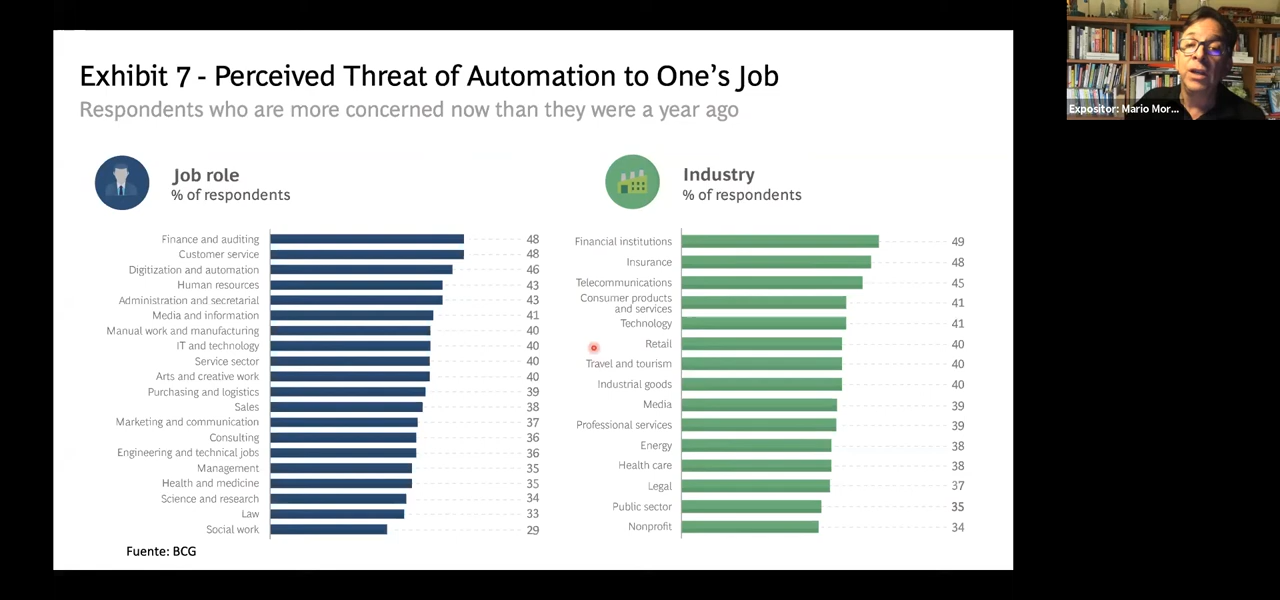 Exhibit 7 - Perceived Threat of Automation to One's Job
Respondents who are more concerned now than they were a year ago
Expositor: Mario Mor...
Job role
% of respondents
Finance and auditing 48
Customer service 48
Digitization and automation 46
Human resources 43
Administration and secretarial 43
Media and information 41
Manual work and manufacturing 40
IT and technology 40
Service sector 40
Arts and creative work 40
Purchasing and logistics 39
Sales 38
Marketing and communication 37
Consulting 36
Engineering and technical jobs 36
Management 35
Health and medicine 35
Science and research 34
Law 33
Social work 29
Industry
% of respondents
Financial institutions 49
Insurance 48
Telecommunications 45
Consumer products
and services 41
Technology 41
Retail 40
Travel and tourism 40
Industrial goods 40
Media 39
Professional services 39
Energy 38
Health care 38
Legal 37
Public sector 35
Nonprofit 34
Fuente: BCG